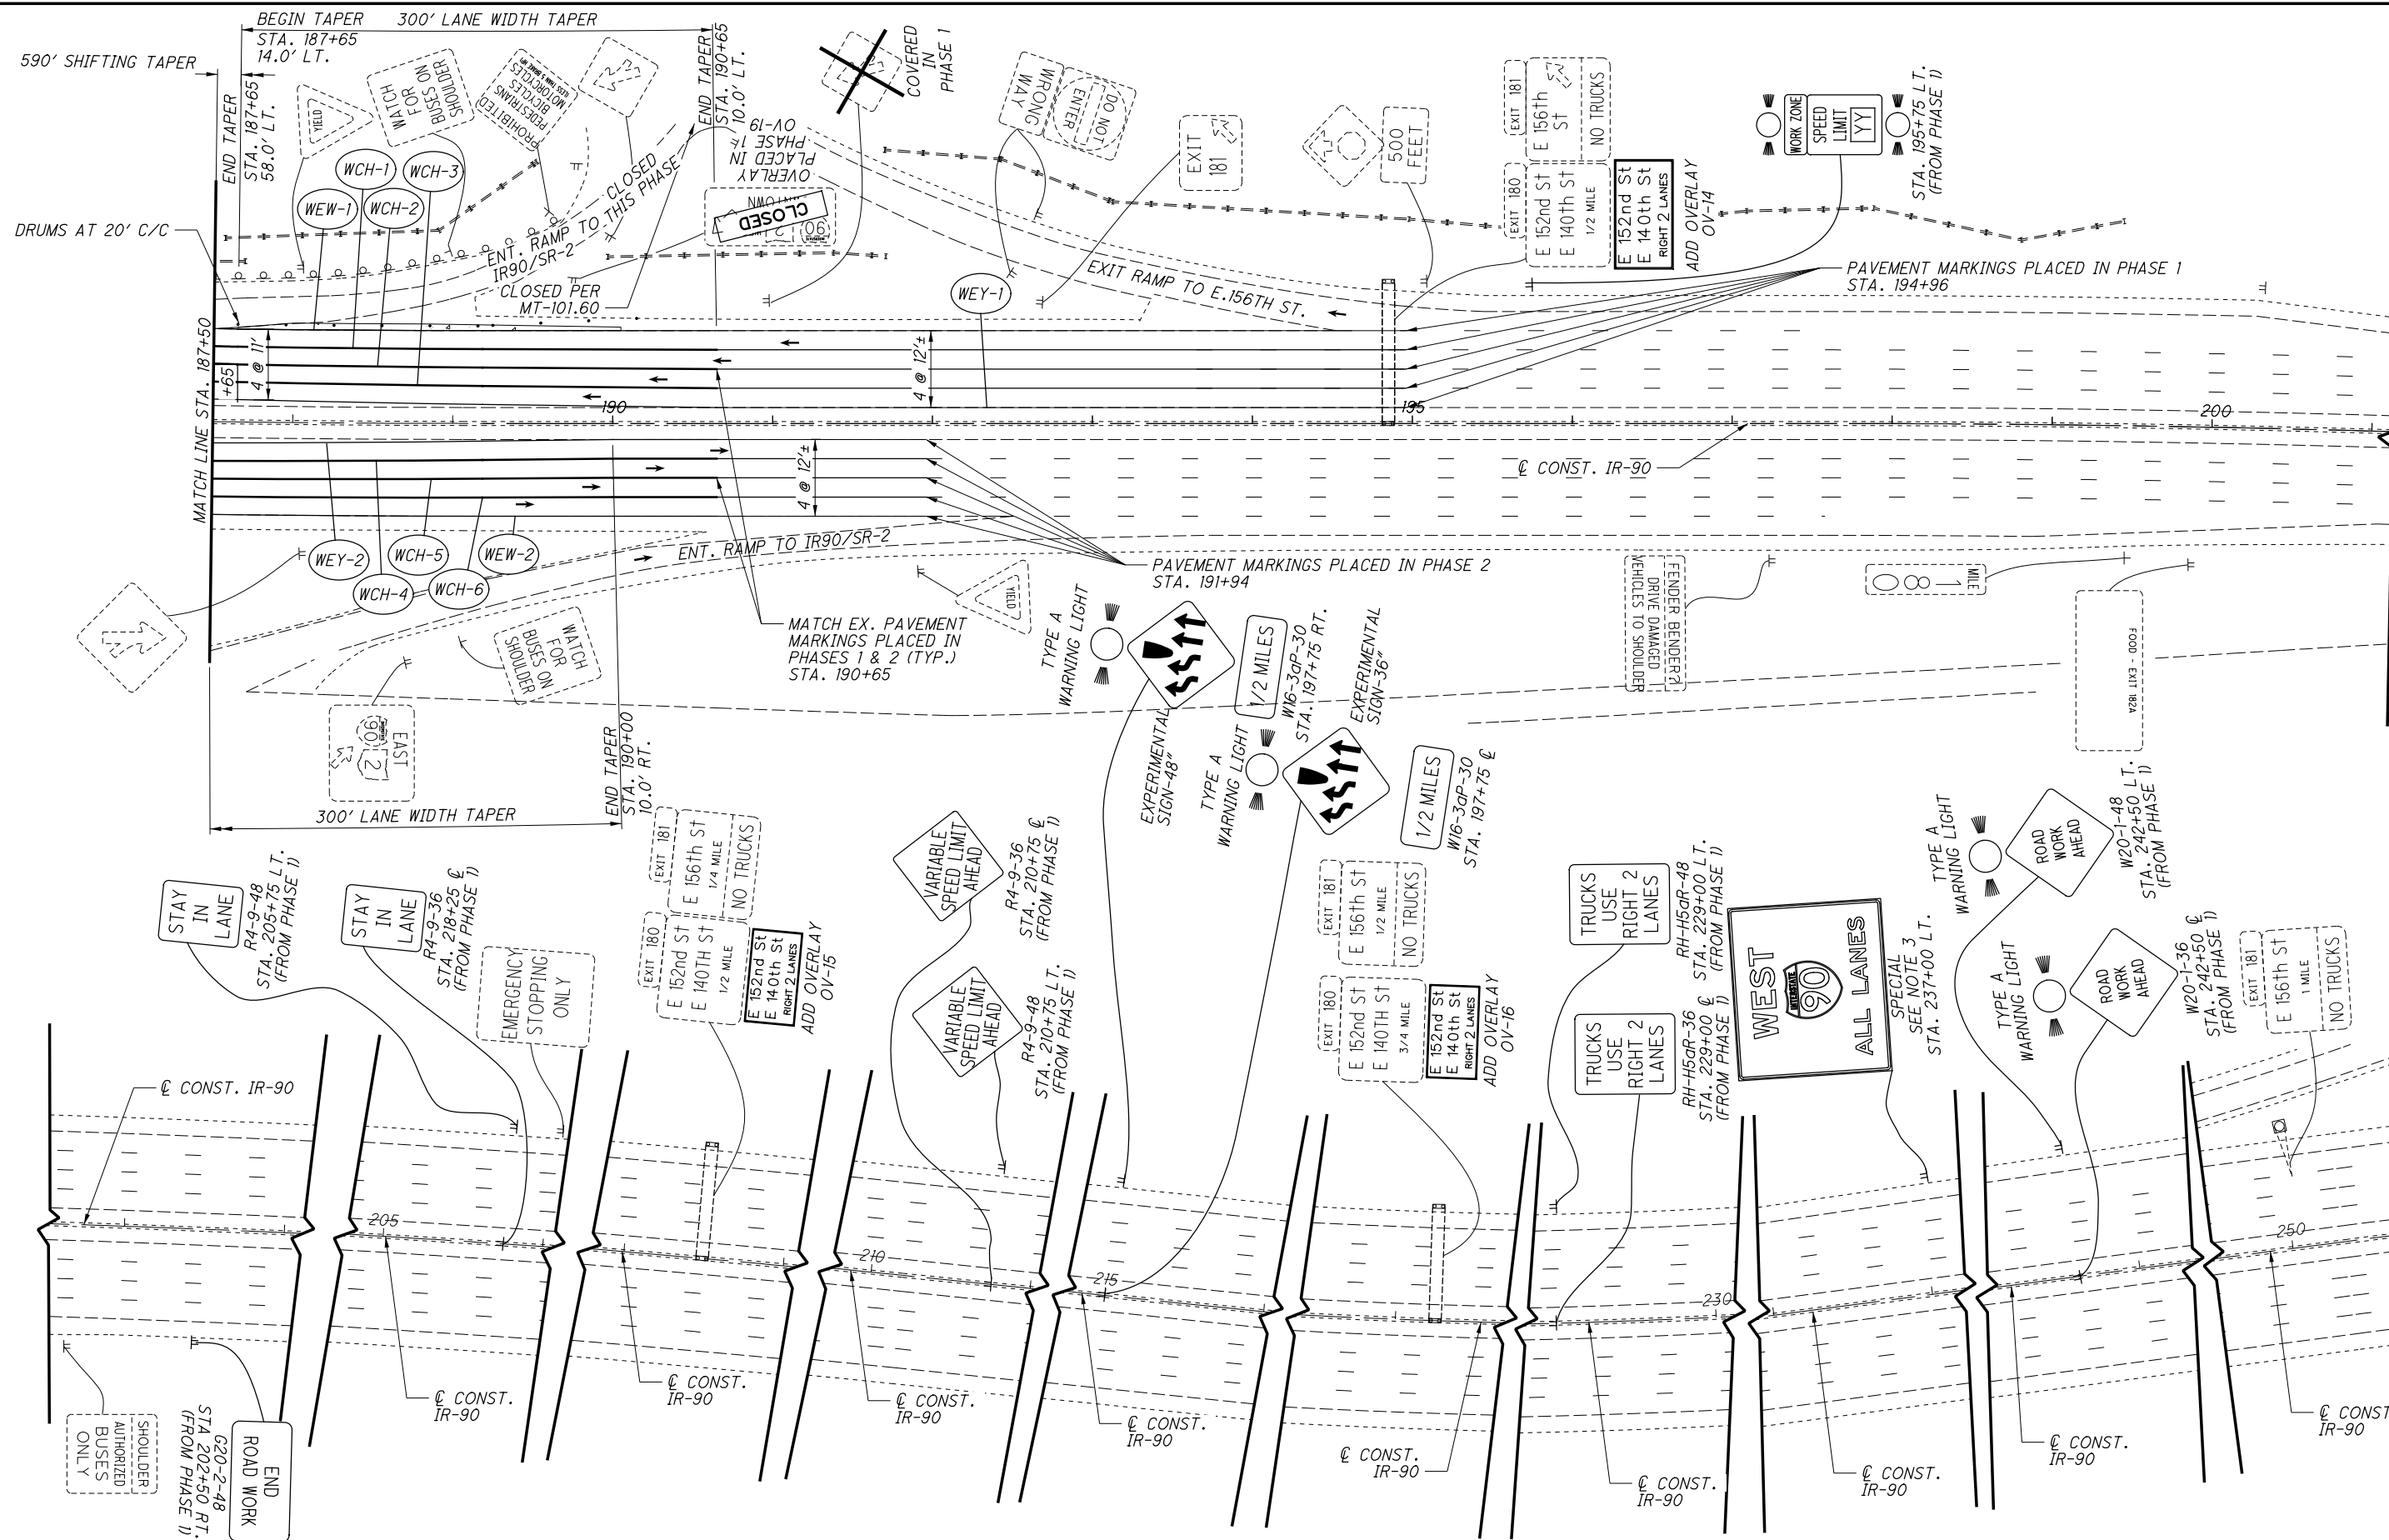 BEGIN TAPER
STA. 187+65
14.0' LT.
300' LANE WIDTH TAPER
590' SHIFTING TAPER
END TAPER
STA. 187+65
58.0' LT.
END TAPER
STA. 190+65
10.0' LT.
DRUMS AT 20' C/C
YIELD
WATCH
FOR
BUSES ON
SHOULDER
PROHIBITED
PEDESTRIANS
BICYCLES
MOTORCYCLES
COVERED
IN
PHASE 1
WEW-1
WCH-1
WCH-2
WCH-3
ENT. RAMP TO
IR90/SR-2
CLOSED
THIS PHASE
CLOSED PER
MT-101.60
OVERLAY
PLACED IN
PHASE 1
OV-19
CLOSED
90
2
WRONG
WAY
DO NOT
ENTER
EXIT
181
500
FEET
EXIT 181
E 156th
St
NO TRUCKS
EXIT 180
E 152nd St
E 140th St
1/2 MILE
E 152nd St
E 140th St
RIGHT 2 LANES
ADD OVERLAY
OV-14
WORK ZONE
SPEED
LIMIT
YY
STA. 195+75 LT.
(FROM PHASE 1)
WEY-1
EXIT RAMP TO E.156TH ST.
PAVEMENT MARKINGS PLACED IN PHASE 1
STA. 194+96
MATCH LINE STA. 187+50
+65
4 @ 11'
4 @ 12'±
190
195
200
4 @ 12'±
℄ CONST. IR-90
WEY-2
WCH-4
WCH-5
WCH-6
WEW-2
ENT. RAMP TO IR90/SR-2
PAVEMENT MARKINGS PLACED IN PHASE 2
STA. 191+94
MATCH EX. PAVEMENT
MARKINGS PLACED IN
PHASES 1 & 2 (TYP.)
STA. 190+65
WATCH
FOR
BUSES ON
SHOULDER
YIELD
EAST
90
2
300' LANE WIDTH TAPER
END TAPER
STA. 190+00
10.0' RT.
TYPE A
WARNING LIGHT
EXPERIMENTAL
SIGN-48"
1/2 MILES
W16-3aP-30
STA. 197+75 RT.
TYPE A
WARNING LIGHT
EXPERIMENTAL
SIGN-36"
1/2 MILES
W16-3aP-30
STA. 197+75 ℄
FENDER BENDER?
DRIVE DAMAGED
VEHICLES TO SHOULDER
MILE
180
FOOD - EXIT 182A
STAY
IN
LANE
R4-9-48
STA. 205+75 LT.
(FROM PHASE 1)
STAY
IN
LANE
R4-9-36
STA. 218+25 ℄
(FROM PHASE 1)
EMERGENCY
STOPPING
ONLY
EXIT 181
E 156th St
1/4 MILE
NO TRUCKS
EXIT 180
E 152nd St
E 140TH St
1/2 MILE
E 152nd St
E 140th St
RIGHT 2 LANES
ADD OVERLAY
OV-15
VARIABLE
SPEED LIMIT
AHEAD
R4-9-36
STA. 210+75 ℄
(FROM PHASE 1)
VARIABLE
SPEED LIMIT
AHEAD
R4-9-48
STA. 210+75 LT.
(FROM PHASE 1)
EXIT 181
E 156th St
1/2 MILE
NO TRUCKS
EXIT 180
E 152nd St
E 140TH St
3/4 MILE
E 152nd St
E 140th St
RIGHT 2 LANES
ADD OVERLAY
OV-16
TRUCKS
USE
RIGHT 2
LANES
RH-H5aR-48
STA. 229+00 LT.
(FROM PHASE 1)
TRUCKS
USE
RIGHT 2
LANES
RH-H5aR-36
STA. 229+00 ℄
(FROM PHASE 1)
WEST
INTERSTATE
90
ALL LANES
SPECIAL
SEE NOTE 3
STA. 237+00 LT.
TYPE A
WARNING LIGHT
ROAD
WORK
AHEAD
W20-1-48
STA. 242+50 LT.
(FROM PHASE 1)
TYPE A
WARNING LIGHT
ROAD
WORK
AHEAD
W20-1-36
STA. 242+50 ℄
(FROM PHASE 1)
EXIT 181
E 156th St
1 MILE
NO TRUCKS
℄ CONST. IR-90
205
210
215
230
250
℄ CONST.
IR-90
℄ CONST.
IR-90
℄ CONST.
IR-90
℄ CONST.
IR-90
℄ CONST.
IR-90
℄ CONST.
IR-90
℄ CONST.
IR-90
℄ CONST.
IR-90
℄ CONST
IR-90
SHOULDER
AUTHORIZED
BUSES
ONLY
END
ROAD WORK
G20-2-48
STA 202+50 RT.
(FROM PHASE 1)